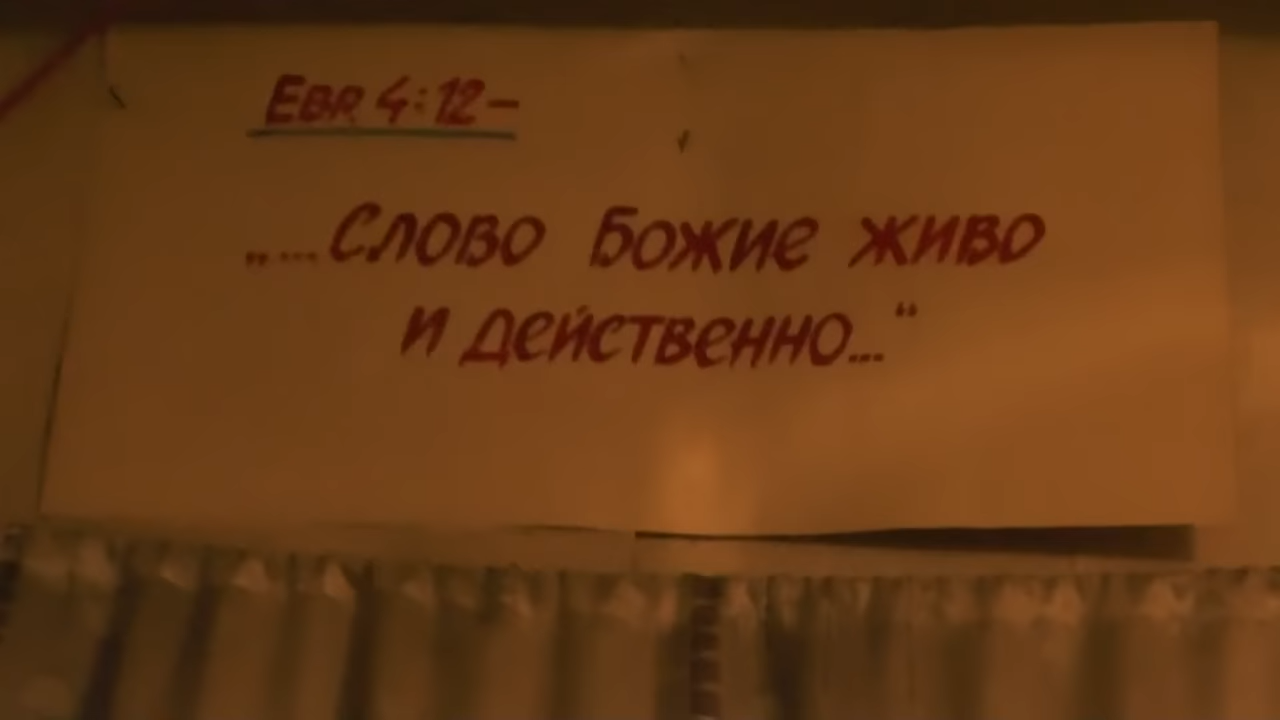 Евр. 4:12–
„...Слово Божие живо
и действенно...“